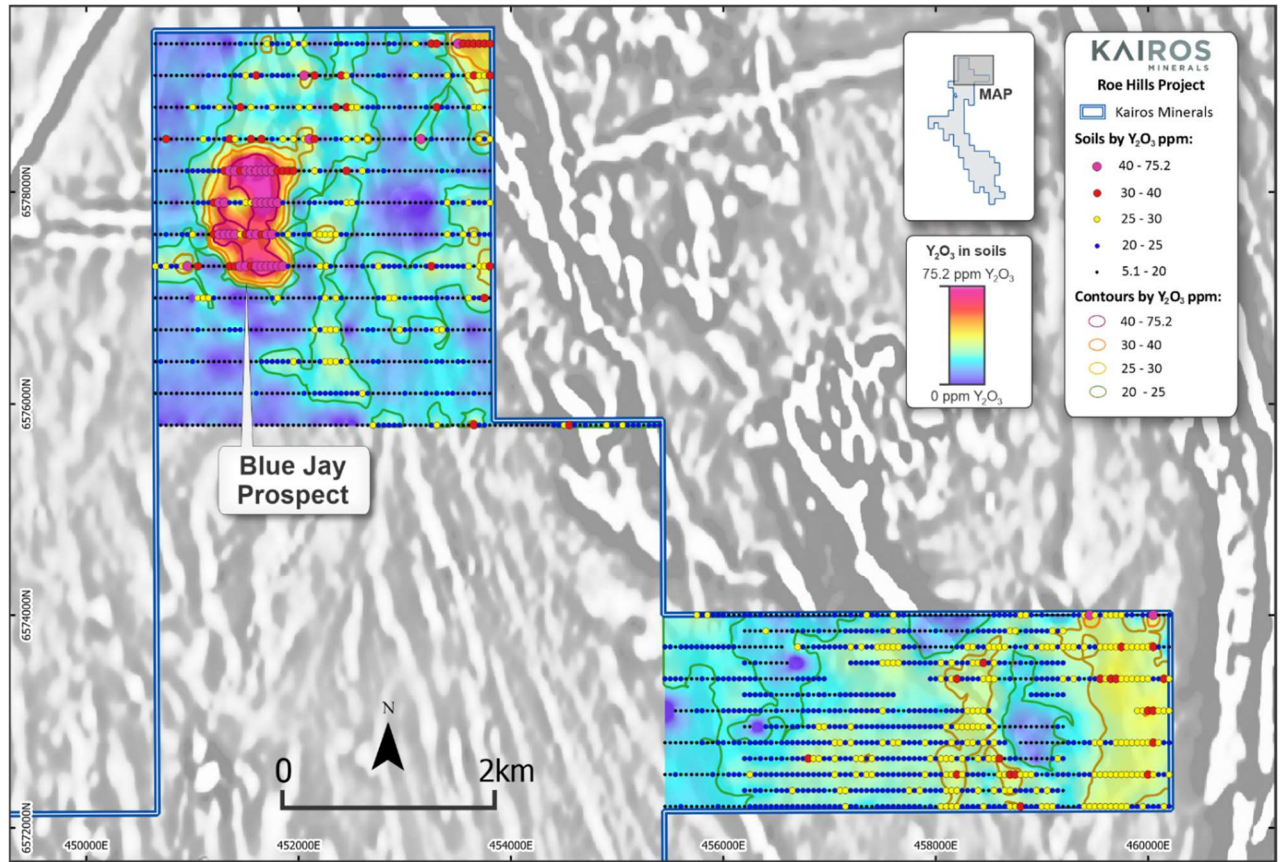 KAIROS
MINERALS
Roe Hills Project
Kairos Minerals
Soils by Y₂O₃ ppm:
40 - 75.2
30 - 40
25 - 30
20 - 25
5.1 - 20
Contours by Y₂O₃ ppm:
40 - 75.2
30 - 40
25 - 30
20 - 25
MAP
Y₂O₃ in soils
75.2 ppm Y₂O₃
0 ppm Y₂O₃
Blue Jay
Prospect
N
0 2km
6578000N
6576000N
6574000N
6572000N
450000E 452000E 454000E 456000E 458000E 460000E